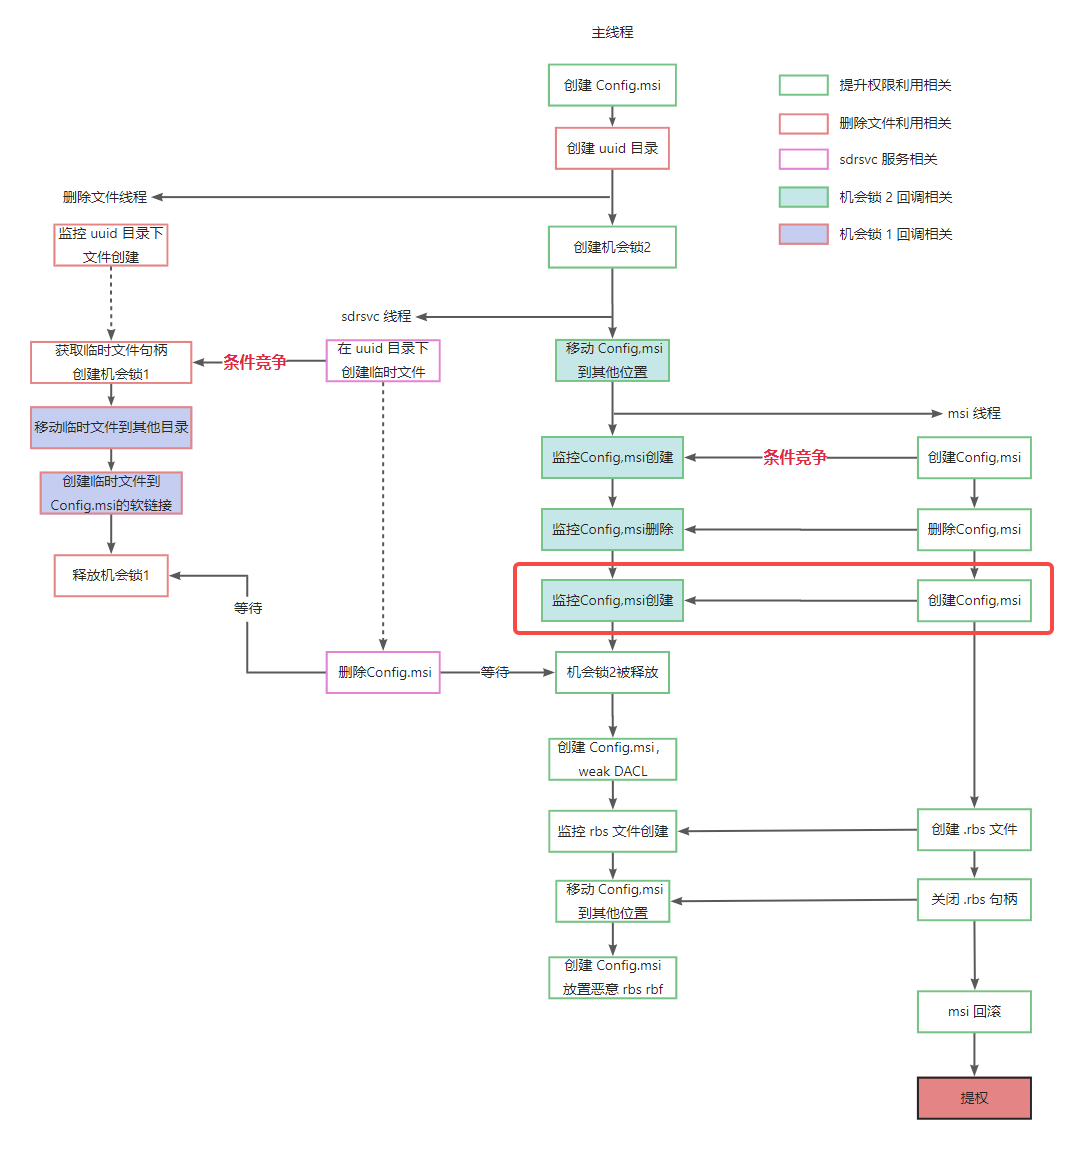 主线程
创建 Config.msi
创建 uuid 目录
提升权限利用相关
删除文件利用相关
sdrsvc 服务相关
机会锁 2 回调相关
机会锁 1 回调相关
删除文件线程
监控 uuid 目录下
文件创建
创建机会锁2
sdrsvc 线程
获取临时文件句柄
创建机会锁1
条件竞争
在 uuid 目录下
创建临时文件
移动 Config,msi
到其他位置
msi 线程
移动临时文件到其他目录
监控Config,msi创建
条件竞争
创建Config,msi
创建临时文件到
Config.msi的软链接
监控Config,msi删除
删除Config,msi
释放机会锁1
监控Config,msi创建
创建Config,msi
等待
删除Config.msi
等待
机会锁2被释放
创建 Config.msi，
weak DACL
监控 rbs 文件创建
创建 .rbs 文件
移动 Config,msi
到其他位置
关闭 .rbs 句柄
创建 Config.msi
放置恶意 rbs rbf
msi 回滚
提权